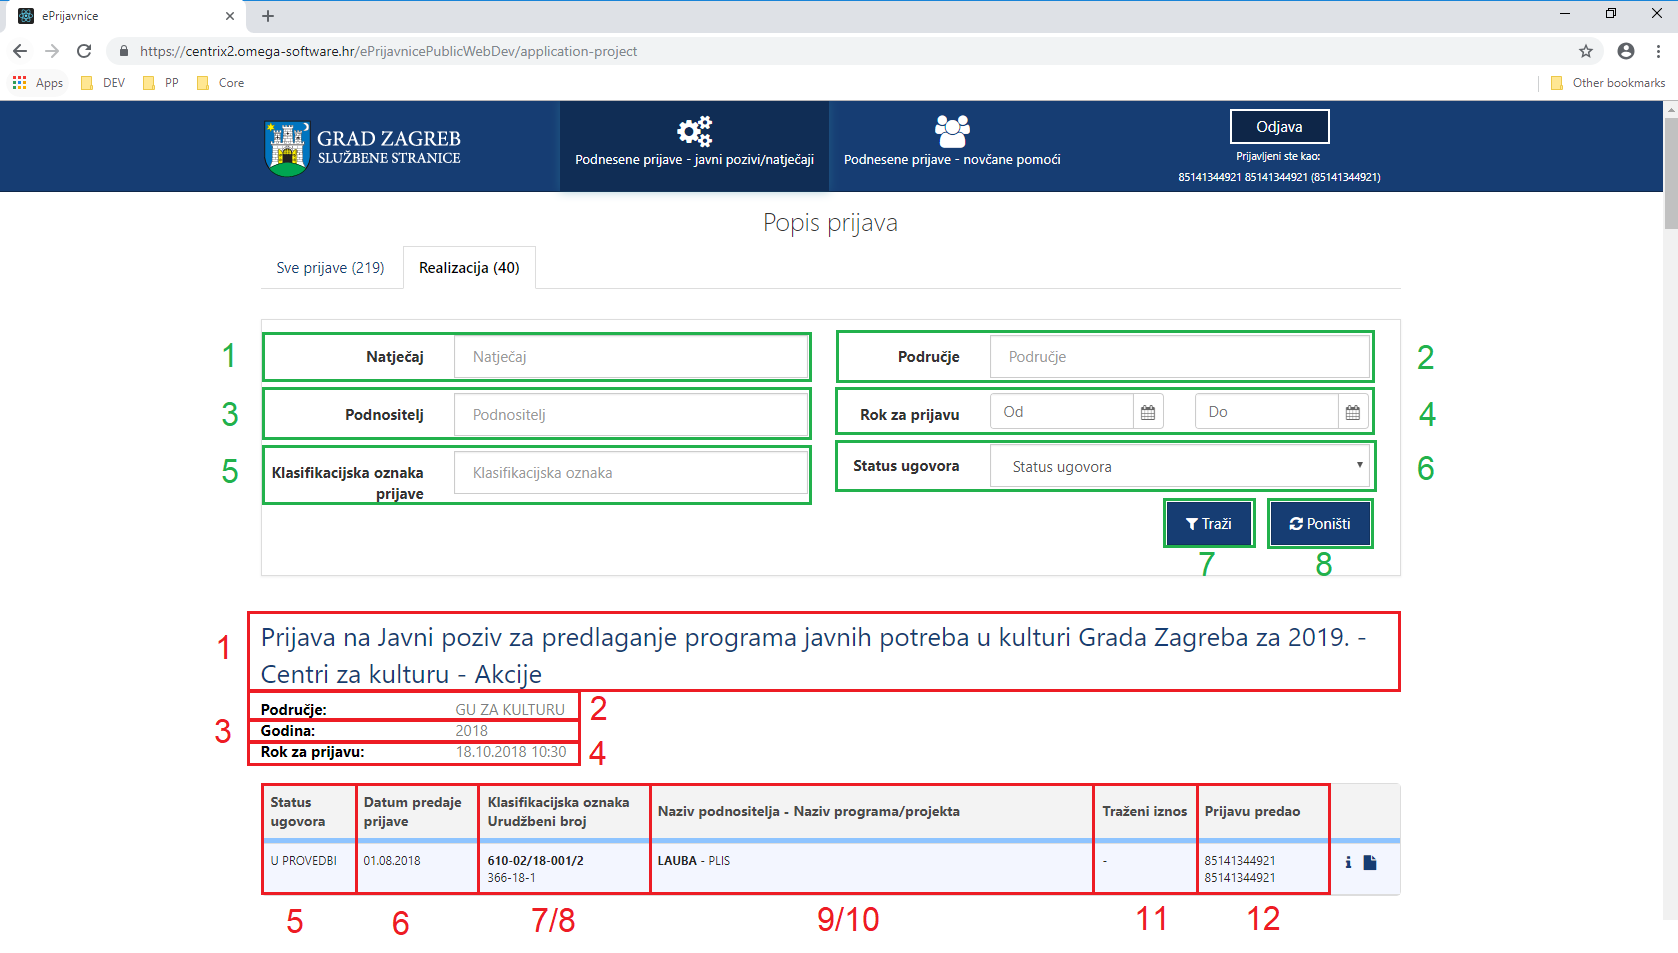 ePrijavnice
https://centrix2.omega-software.hr/ePrijavnicePublicWebDev/application-project
Apps DEV PP Core Other bookmarks
GRAD ZAGREB
SLUŽBENE STRANICE
Podnesene prijave - javni pozivi/natječaji
Podnesene prijave - novčane pomoći
Odjava
Prijavljeni ste kao:
85141344921 85141344921 (85141344921)
Popis prijava
Sve prijave (219) Realizacija (40)
1 Natječaj Natječaj Područje Područje 2
3 Podnositelj Podnositelj Rok za prijavu Od Do 4
5 Klasifikacijska oznaka prijave Klasifikacijska oznaka Status ugovora Status ugovora 6
Traži Poništi
7 8
1 Prijava na Javni poziv za predlaganje programa javnih potreba u kulturi Grada Zagreba za 2019. -
Centri za kulturu - Akcije
Područje: GU ZA KULTURU 2
3 Godina: 2018
Rok za prijavu: 18.10.2018 10:30 4
Status ugovora Datum predaje prijave Klasifikacijska oznaka Urudžbeni broj Naziv podnositelja - Naziv programa/projekta Traženi iznos Prijavu predao
U PROVEDBI 01.08.2018 610-02/18-001/2 LAUBA - PLIS - 85141344921
366-18-1 85141344921
5 6 7/8 9/10 11 12